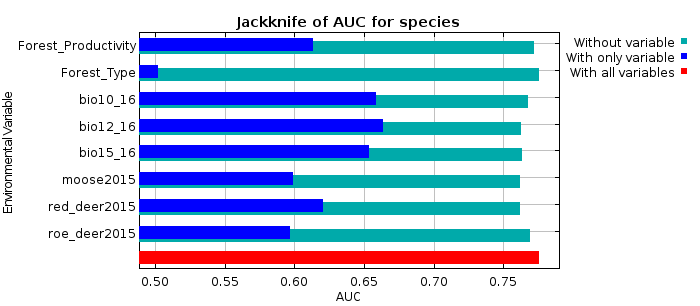 Jackknife of AUC for species
Environmental Variable
Forest_Productivity
Forest_Type
bio10_16
bio12_16
bio15_16
moose2015
red_deer2015
roe_deer2015
0.50 0.55 0.60 0.65 0.70 0.75
AUC
Without variable
With only variable
With all variables